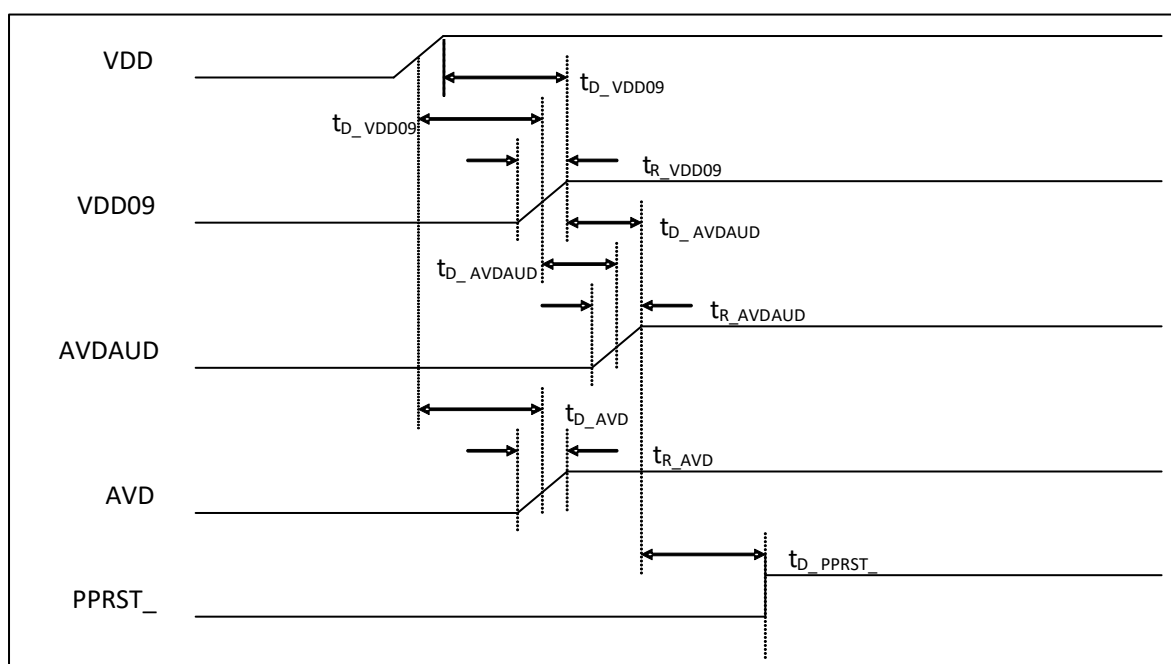 VDD
tD_VDD09
tD_VDD09
tR_VDD09
VDD09
tD_AVDAUD
tD_AVDAUD
tR_AVDAUD
AVDAUD
tD_AVD
tR_AVD
AVD
tD_PPRST_
PPRST_